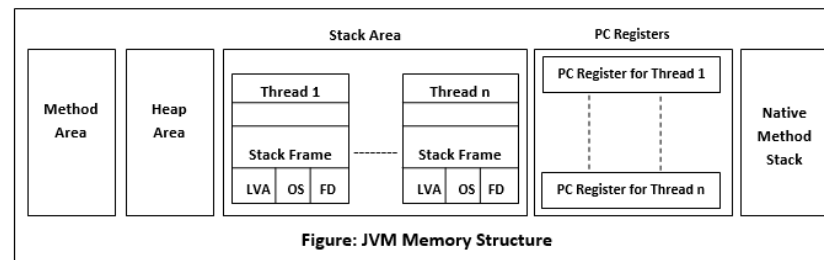 Stack Area
PC Registers
Method
Area
Heap
Area
Thread 1
Stack Frame
LVA OS FD
Thread n
Stack Frame
LVA OS FD
PC Register for Thread 1
PC Register for Thread n
Native
Method
Stack
Figure: JVM Memory Structure